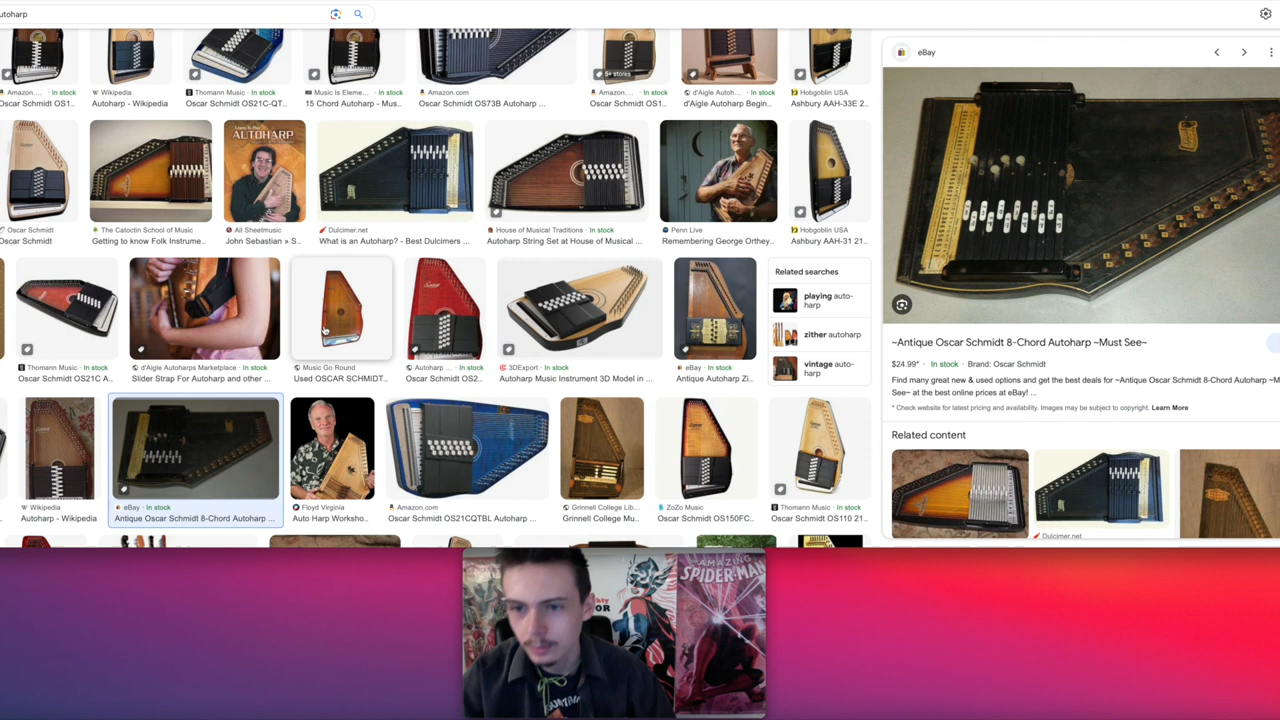 utoharp
Amazon.... · In stock
Oscar Schmidt OS1...
Wikipedia
Autoharp - Wikipedia
Thomann Music · In stock
Oscar Schmidt OS21C-QT...
Music Is Eleme... · In stock
15 Chord Autoharp - Mus...
Amazon.com
Oscar Schmidt OS73B Autoharp ...
5+ stores
Amazon.... · In stock
Oscar Schmidt OS1...
d'Aigle Au... · In stock
d'Aigle Autoharp Begin...
Hobgoblin USA
Ashbury AAH-33E 2...
Oscar Schmidt
Oscar Schmidt
The Catoctin School of Music
Getting to know Folk Instrume...
AUTOHARP
All Sheetmusic
John Sebastian » S...
Dulcimer.net
What is an Autoharp? - Best Dulcimers ...
House of Musical Traditions · In stock
Autoharp String Set at House of Musical ...
Penn Live
Remembering George Orthey...
Hobgoblin USA
Ashbury AAH-31 21...
Thomann Music · In stock
Oscar Schmidt OS21C A...
d'Aigle Autoharps Marketplace · In stock
Slider Strap For Autoharp and other ...
Music Go Round
Used OSCAR SCHMIDT...
Autoharp ... · In stock
Oscar Schmidt OS2...
3DExport · In stock
Autoharp Music Instrument 3D Model in ...
eBay · In stock
Antique Autoharp Zi...
Related searches
playing auto-
harp
zither autoharp
vintage auto-
harp
Wikipedia
Autoharp - Wikipedia
eBay · In stock
Antique Oscar Schmidt 8-Chord Autoharp ...
Floyd Virginia
Auto Harp Worksho...
Amazon.com
Oscar Schmidt OS21CQTBL Autoharp ...
Grinnell College Lib...
Grinnell College Mu...
ZoZo Music
Oscar Schmidt OS150FC...
Thomann Music · In stock
Oscar Schmidt OS110 21...
eBay
~Antique Oscar Schmidt 8-Chord Autoharp ~Must See~
$24.99* · In stock · Brand: Oscar Schmidt
Find many great new & used options and get the best deals for ~Antique Oscar Schmidt 8-Chord Autoharp ~M
See~ at the best online prices at eBay! ...
* Check website for latest pricing and availability. Images may be subject to copyright. Learn More
Related content
Dulcimer.net
AMAZING
SPIDER-MAN